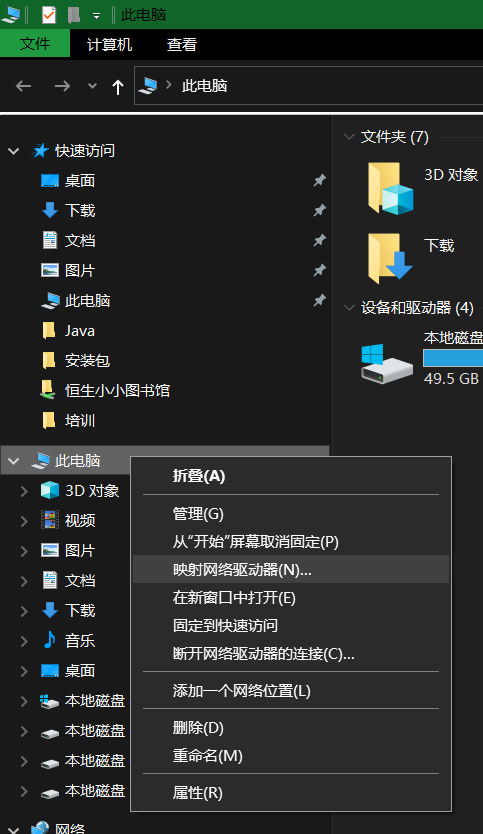 此电脑
文件 计算机 查看
此电脑
快速访问
桌面
下载
文档
图片
此电脑
Java
安装包
恒生小小图书馆
培训
此电脑
3D 对象
视频
图片
文档
下载
音乐
桌面
本地磁盘
本地磁盘
本地磁盘
本地磁盘
网络
文件夹 (7)
3D 对象
下载
设备和驱动器 (4)
本地磁盘
49.5 GB
折叠(A)
管理(G)
从“开始”屏幕取消固定(P)
映射网络驱动器(N)...
在新窗口中打开(E)
固定到快速访问
断开网络驱动器的连接(C)...
添加一个网络位置(L)
删除(D)
重命名(M)
属性(R)